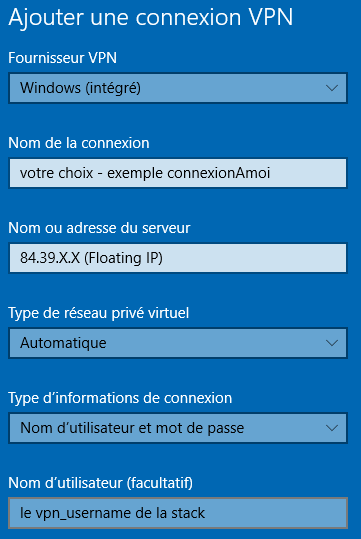 Ajouter une connexion VPN
Fournisseur VPN
Windows (intégré)
Nom de la connexion
votre choix - exemple connexionAmoi
Nom ou adresse du serveur
84.39.X.X (Floating IP)
Type de réseau privé virtuel
Automatique
Type d'informations de connexion
Nom d'utilisateur et mot de passe
Nom d'utilisateur (facultatif)
le vpn_username de la stack